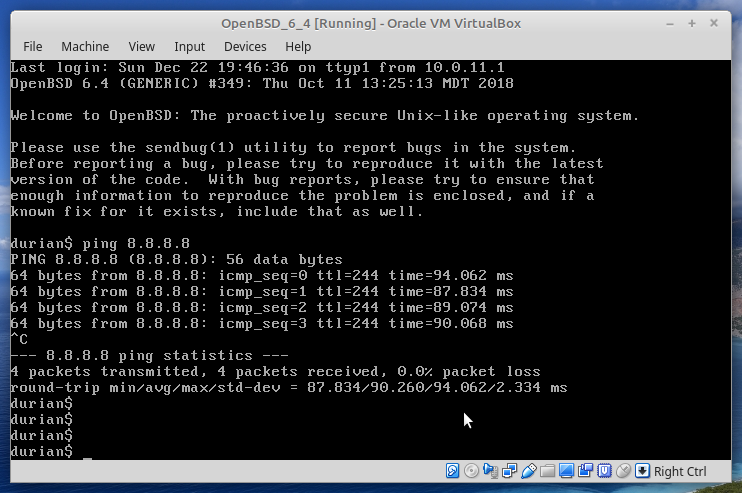 OpenBSD_6_4 [Running] - Oracle VM VirtualBox
File Machine View Input Devices Help
Last login: Sun Dec 22 19:46:36 on ttyp1 from 10.0.11.1
OpenBSD 6.4 (GENERIC) #349: Thu Oct 11 13:25:13 MDT 2018
Welcome to OpenBSD: The proactively secure Unix-like operating system.
Please use the sendbug(1) utility to report bugs in the system.
Before reporting a bug, please try to reproduce it with the latest
version of the code.  With bug reports, please try to ensure that
enough information to reproduce the problem is enclosed, and if a
known fix for it exists, include that as well.
durian$ ping 8.8.8.8
PING 8.8.8.8 (8.8.8.8): 56 data bytes
64 bytes from 8.8.8.8: icmp_seq=0 ttl=244 time=94.062 ms
64 bytes from 8.8.8.8: icmp_seq=1 ttl=244 time=87.834 ms
64 bytes from 8.8.8.8: icmp_seq=2 ttl=244 time=89.074 ms
64 bytes from 8.8.8.8: icmp_seq=3 ttl=244 time=90.068 ms
^C
--- 8.8.8.8 ping statistics ---
4 packets transmitted, 4 packets received, 0.0% packet loss
round-trip min/avg/max/std-dev = 87.834/90.260/94.062/2.334 ms
durian$
durian$
durian$
durian$ _
Right Ctrl